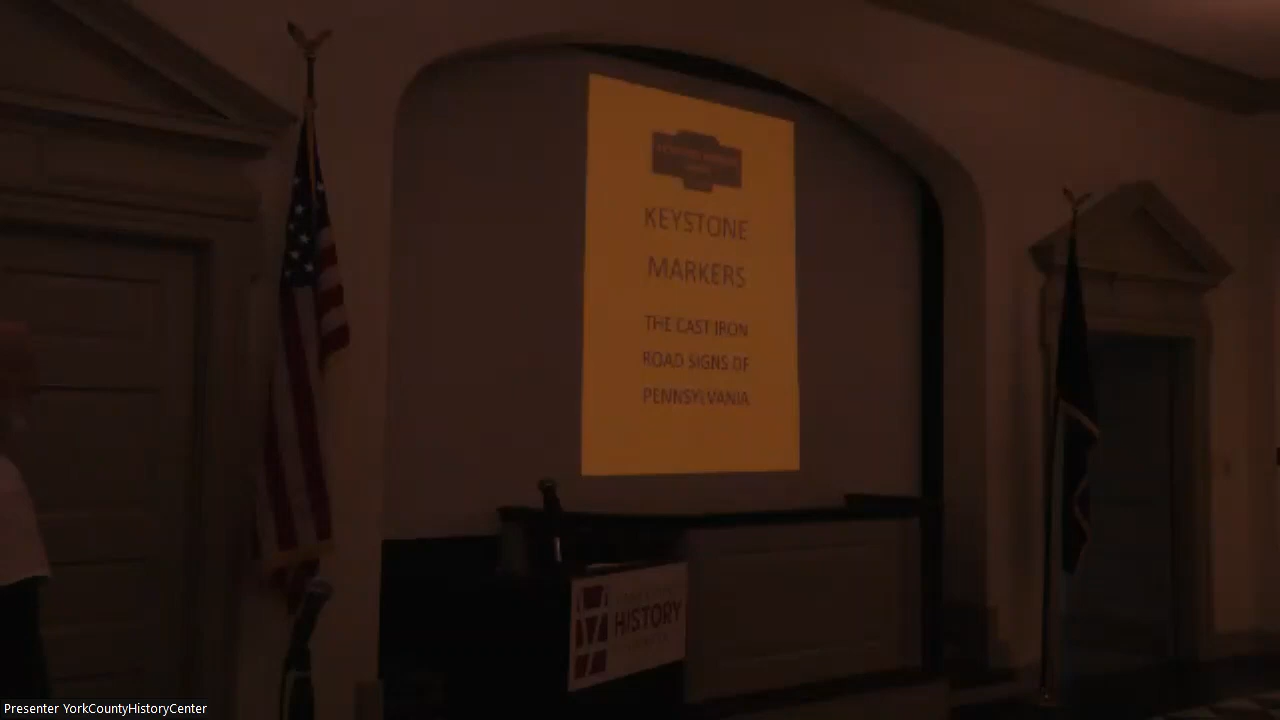 KEYSTONE
MARKERS
THE CAST IRON
ROAD SIGNS OF
PENNSYLVANIA
HISTORY
Presenter YorkCountyHistoryCenter